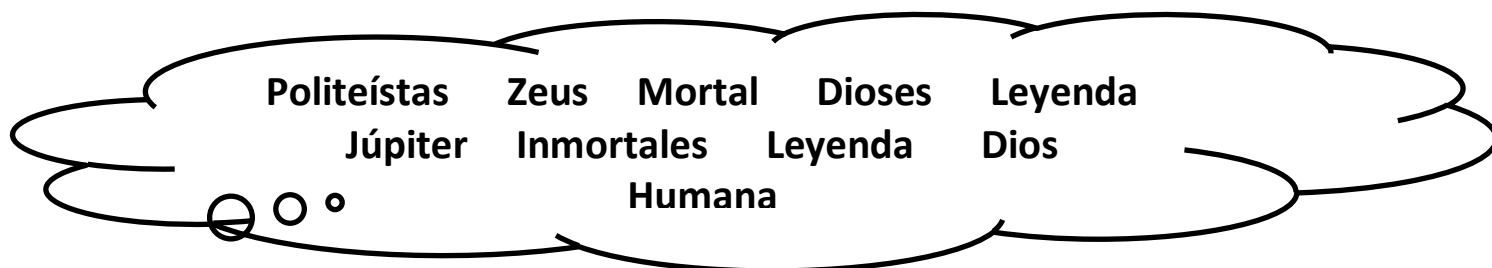 Politeístas Zeus Mortal Dioses Leyenda
Júpiter Inmortales Leyenda Dios
Humana